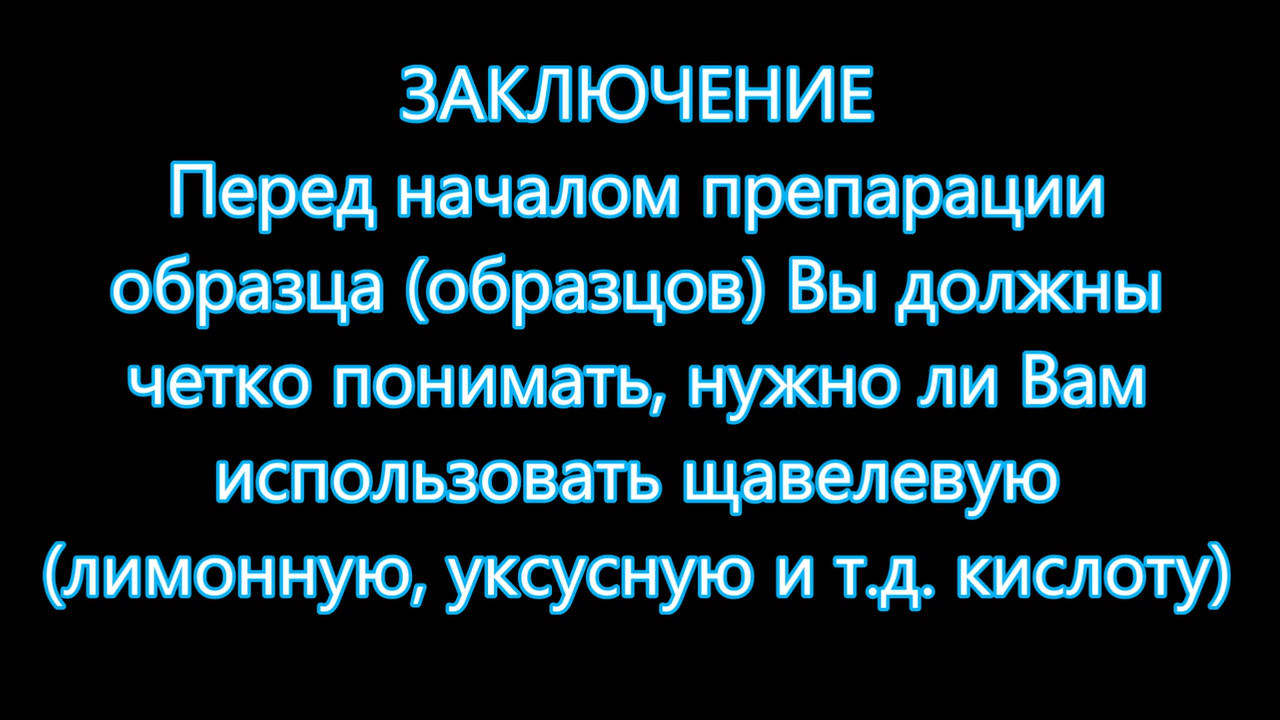 ЗАКЛЮЧЕНИЕ
Перед началом препарации
образца (образцов) Вы должны
четко понимать, нужно ли Вам
использовать щавелевую
(лимонную, уксусную и т.д. кислоту)